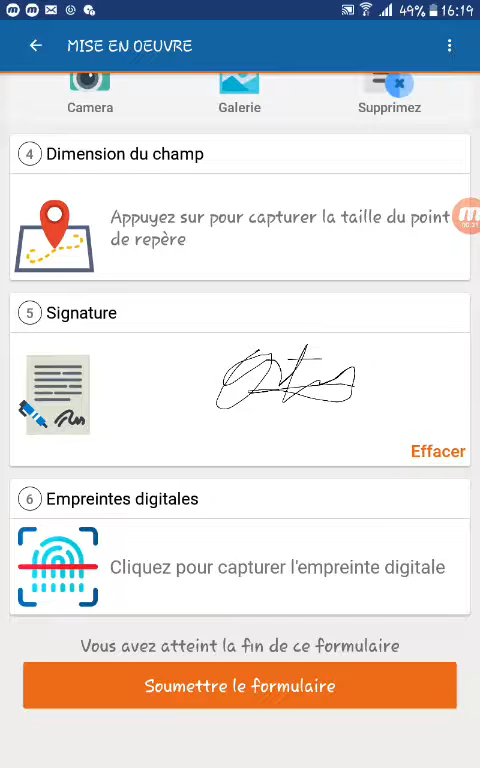 49% 16:19
MISE EN OEUVRE
Camera Galerie Supprimez
4 Dimension du champ
Appuyez sur pour capturer la taille du point
de repère
00:31
5 Signature
Effacer
6 Empreintes digitales
Cliquez pour capturer l'empreinte digitale
Vous avez atteint la fin de ce formulaire
Soumettre le formulaire